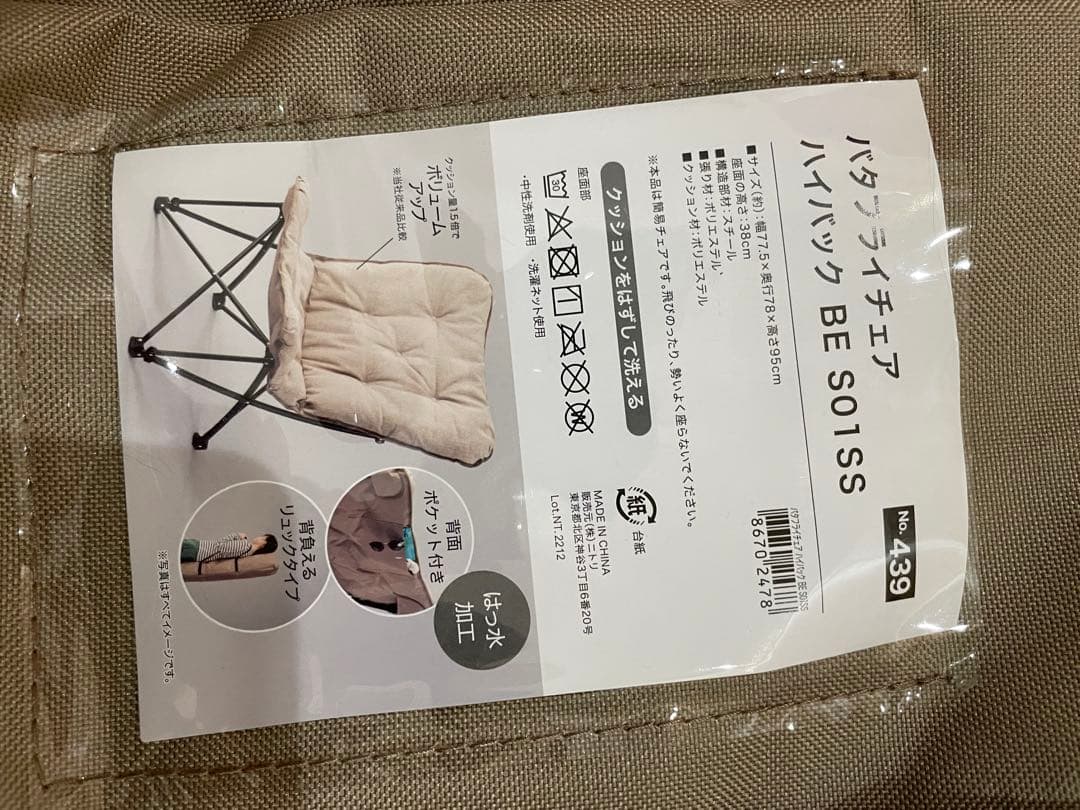 バタフライチェア
ハイバック BE S01SS
No. 439
バタフライチェア ハイバック BE S01SS
8670 2478
■サイズ(約):幅77.5×奥行78×高さ95cm
座面の高さ:38cm
■構造部材:スチール
■張り材:ポリエステル
■クッション材:ポリエステル
※本品は簡易チェアです。飛びのったり、勢いよく座らないでください。
クッションをはずして洗える
座面部
30
W
・中性洗剤使用 ・洗濯ネット使用
紙
台紙
MADE IN CHINA
販売元(株)ニトリ
東京都北区神谷3丁目6番20号
Lot.NT. 2212
クッション量1.5倍で
ボリューム
アップ
※当社従来品比較
はっ水
加工
背面
ポケット付き
背負える
リュックタイプ
※写真はすべてイメージです。